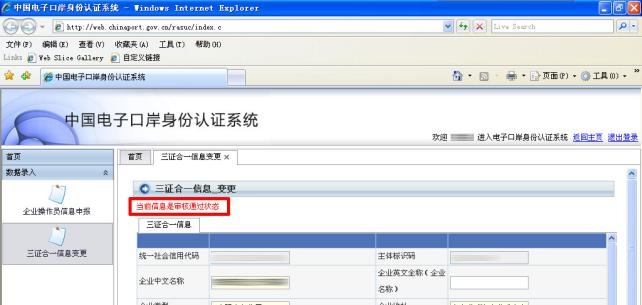 中国电子口岸身份认证系统 - Windows Internet Explorer
http://web.chinaport.gov.cn/rasuc/index.c
Live Search
文件(F) 编辑(E) 查看(V) 收藏夹(A) 工具(T) 帮助(H)
Links Web Slice Gallery 自定义链接
中国电子口岸身份认证系统
页面(P) 工具(O)
中国电子口岸身份认证系统
欢迎 进入电子口岸身份认证系统 返回主页 退出登录
首页
数据录入
企业操作员信息申报
三证合一信息变更
首页 三证合一信息变更 ×
三证合一信息_变更
当前信息是审核通过状态
三证合一信息
统一社会信用代码 主体标识码
企业中文名称 企业英文全称(企业名称)